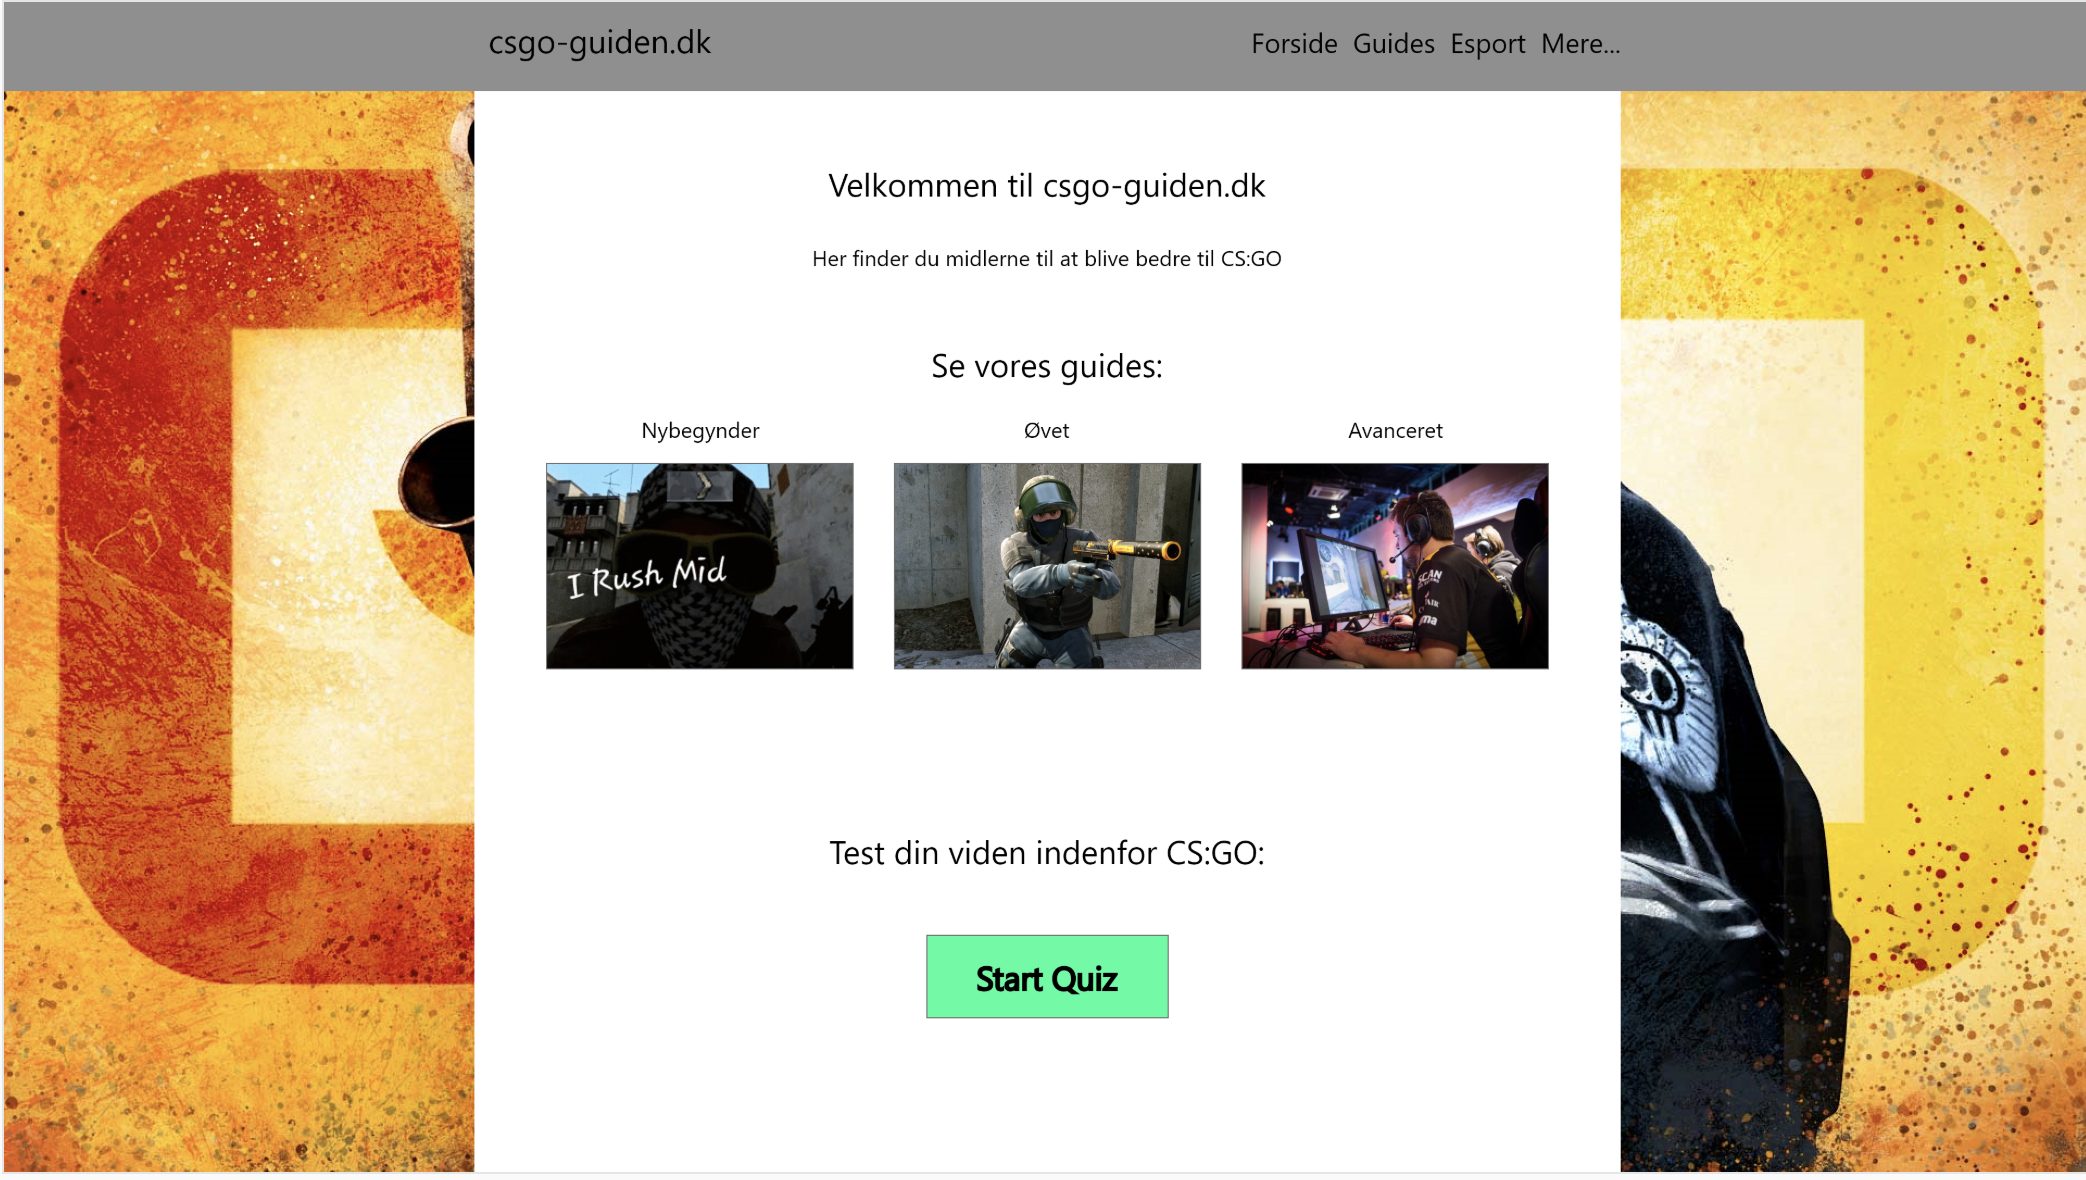 csgo-guiden.dk
Forside Guides Esport Mere...
Velkommen til csgo-guiden.dk
Her finder du midlerne til at blive bedre til CS:GO
Se vores guides:
Nybegynder Øvet Avanceret
I Rush Mid
SCAN
Test din viden indenfor CS:GO:
Start Quiz